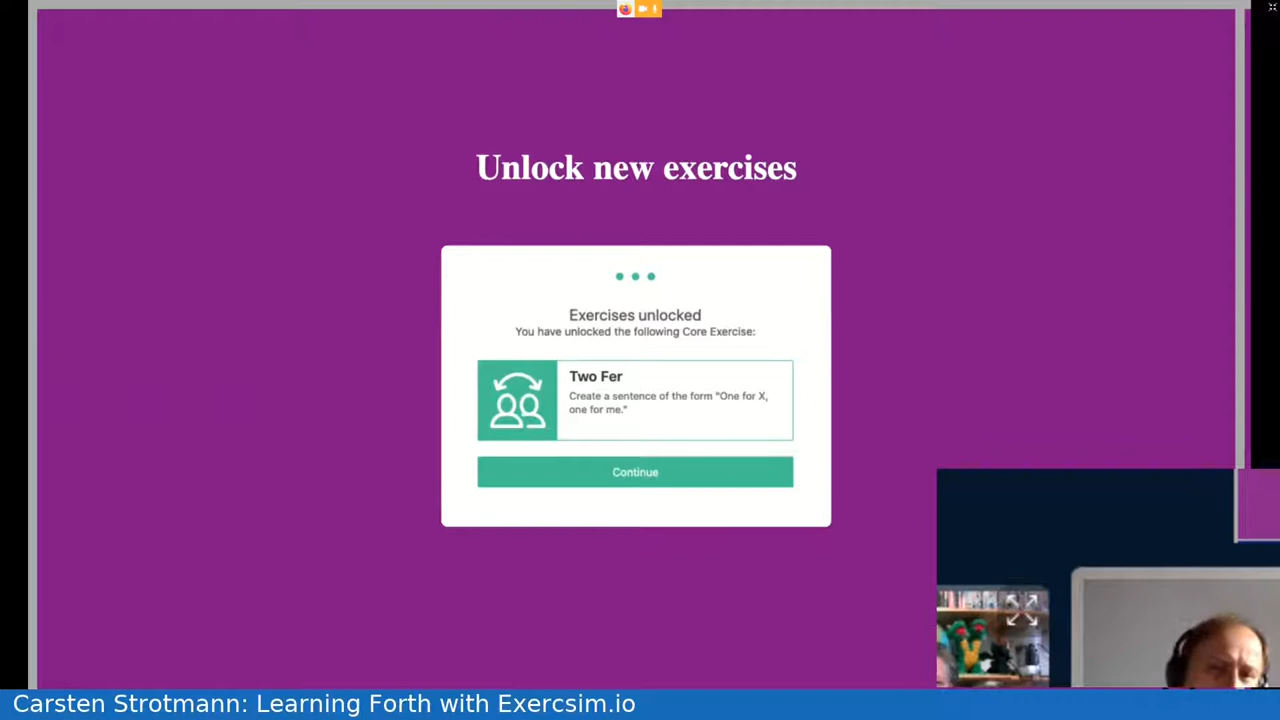 Unlock new exercises
Exercises unlocked
You have unlocked the following Core Exercise:
Two Fer
Create a sentence of the form "One for X,
one for me."
Continue
Carsten Strotmann: Learning Forth with Exercsim.io